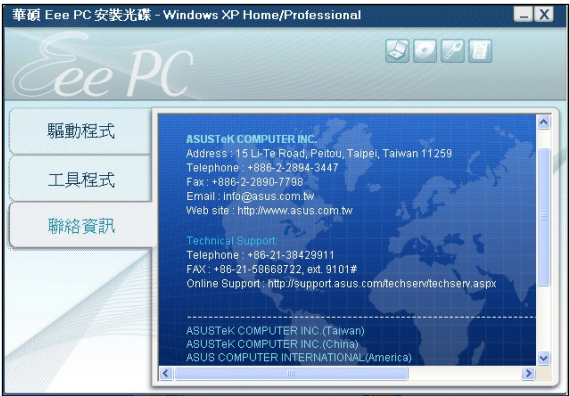 華碩 Eee PC 安裝光碟 - Windows XP Home/Professional
Eee PC
驅動程式
工具程式
聯絡資訊
ASUSTeK COMPUTER INC.
Address : 15 Li-Te Road, Peitou, Taipei, Taiwan 11259
Telephone : +886-2-2894-3447
Fax : +886-2-2890-7798
Email : info@asus.com.tw
Web site : http://www.asus.com.tw
Technical Support
Telephone : +86-21-38429911
FAX : +86-21-58668722, ext. 9101#
Online Support : http://support.asus.com/techserv/techserv.aspx
ASUSTeK COMPUTER INC.(Taiwan)
ASUSTeK COMPUTER INC.(China)
ASUS COMPUTER INTERNATIONAL(America)